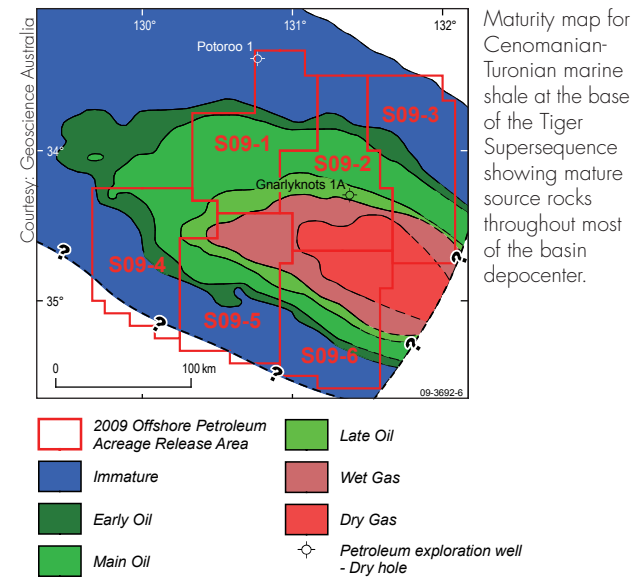 130°
131°
132°
Potoroo 1
S09-3
S09-1
34°
S09-2
Gnarlyknots 1A
S09-4
?
35°
?
S09-5
?
S09-6
?
?
0
100 km
09-3692-6
Courtesy: Geoscience Australia
Maturity map for
Cenomanian-
Turonian marine
shale at the base
of the Tiger
Supersequence
showing mature
source rocks
throughout most
of the basin
depocenter.
2009 Offshore Petroleum
Acreage Release Area
Immature
Early Oil
Main Oil
Late Oil
Wet Gas
Dry Gas
Petroleum exploration well
- Dry hole